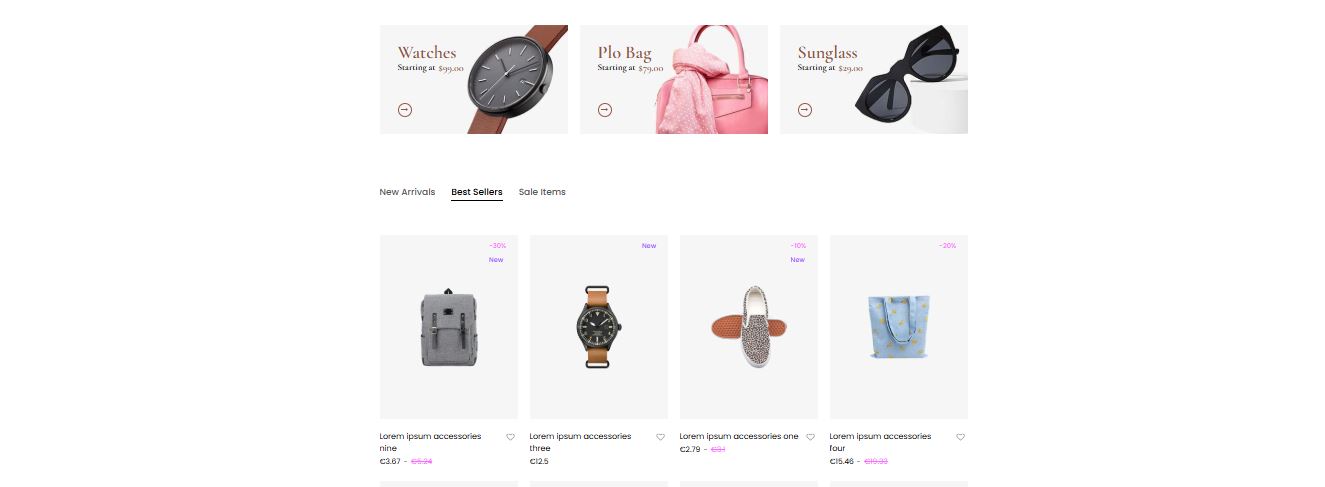 Watches
Starting at $99.00
Plo Bag
Starting at $79.00
Sunglass
Starting at $29.00
New Arrivals Best Sellers Sale Items
-30%
New
New
-10%
New
-20%
Lorem ipsum accessories
nine
€3.67 - €5.24
Lorem ipsum accessories
three
€12.5
Lorem ipsum accessories one
€2.79 - €3.1
Lorem ipsum accessories
four
€15.46 - €19.33